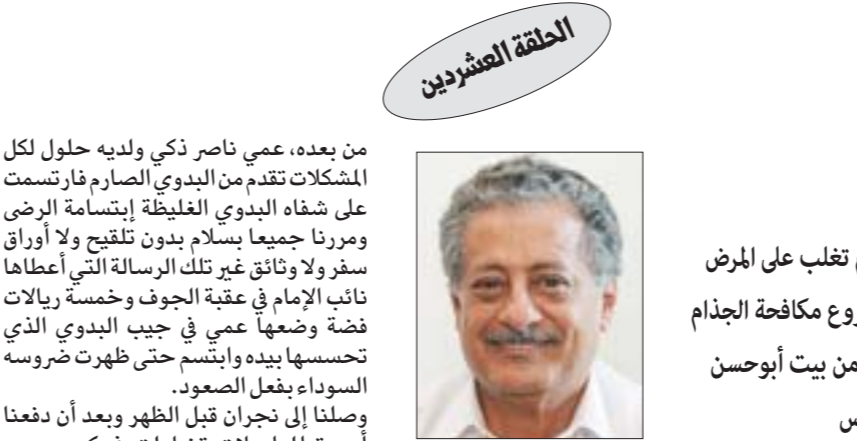 الحلقة العشردين
تغلب على المرض
روع مكافحة الجذام
من بيت أبوحسن
س
من بعده، عمي ناصر ذكي ولديه حلول لكل
المشكلات تقدم من البدوي الصارم فارتسمت
على شفاه البدوي الغليظة إبتسامة الرضى
ومررنا جميعا بسلام بدون تلقيح ولا أوراق
سفر ولا وثائق غير تلك الرسالة التي أعطاها
نائب الإمام في عقبة الجوف وخمسة ريالات
فضة وضعها عمي في جيب البدوي الذي
تحسسها بيده وابتسم حتى ظهرت ضروسه
السوداء بفعل الصعود.
وصلنا إلى نجران قبل الظهر وبعد أن دفعنا